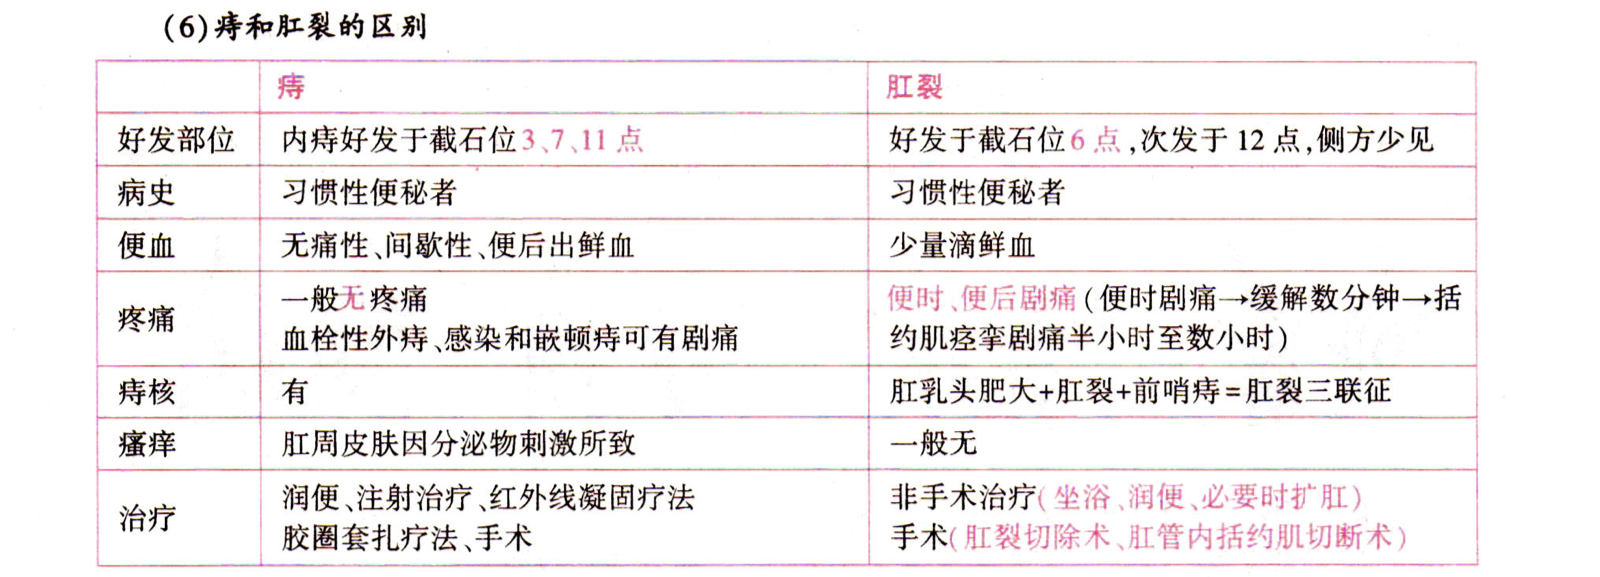 (6)痔和肛裂的区别
痔 肛裂
好发部位 内痔好发于截石位3、7、11 点 好发于截石位6 点,次发于 12 点,侧方少见
病史 习惯性便秘者 习惯性便秘者
便血 无痛性、间歇性、便后出鲜血 少量滴鲜血
疼痛 一般无疼痛
血栓性外痔、感染和嵌顿痔可有剧痛
便时、便后剧痛(便时剧痛→缓解数分钟→括
约肌痉挛剧痛半小时至数小时)
痔核 有 肛乳头肥大+肛裂+前哨痔=肛裂三联征
瘙痒 肛周皮肤因分泌物刺激所致 一般无
治疗 润便、注射治疗、红外线凝固疗法
胶圈套扎疗法、手术
非手术治疗(坐浴、润便、必要时扩肛)
手术(肛裂切除术、肛管内括约肌切断术)